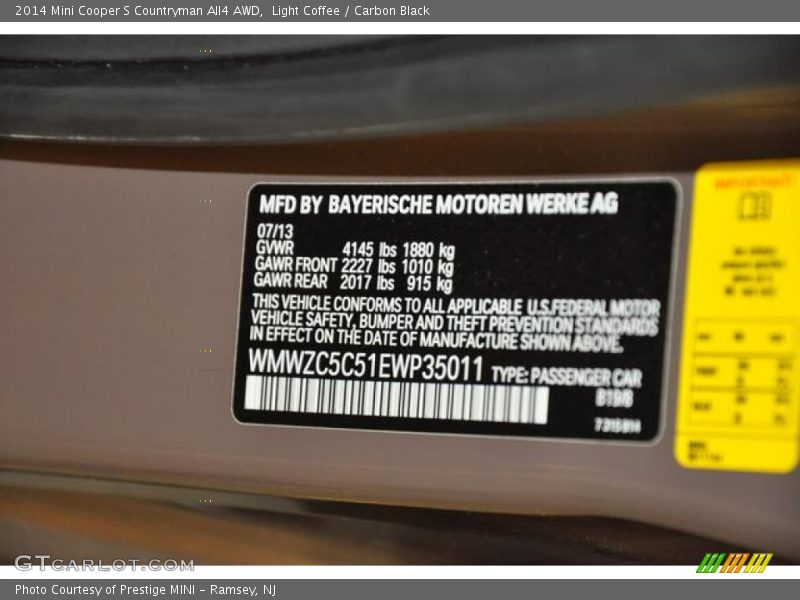 2014 Mini Cooper S Countryman All4 AWD,  Light Coffee / Carbon Black
MFD BY BAYERISCHE MOTOREN WERKE AG
07/13
GVWR 4145 lbs 1880 kg
GAWR FRONT 2227 lbs 1010 kg
GAWR REAR 2017 lbs 915 kg
THIS VEHICLE CONFORMS TO ALL APPLICABLE U.S.FEDERAL MOTOR
VEHICLE SAFETY, BUMPER AND THEFT PREVENTION STANDARDS
IN EFFECT ON THE DATE OF MANUFACTURE SHOWN ABOVE.
WMWZC5C51EWP35011 TYPE: PASSENGER CAR
IMPORTANT
GTcarlot.com
Photo Courtesy of Prestige MINI - Ramsey, NJ